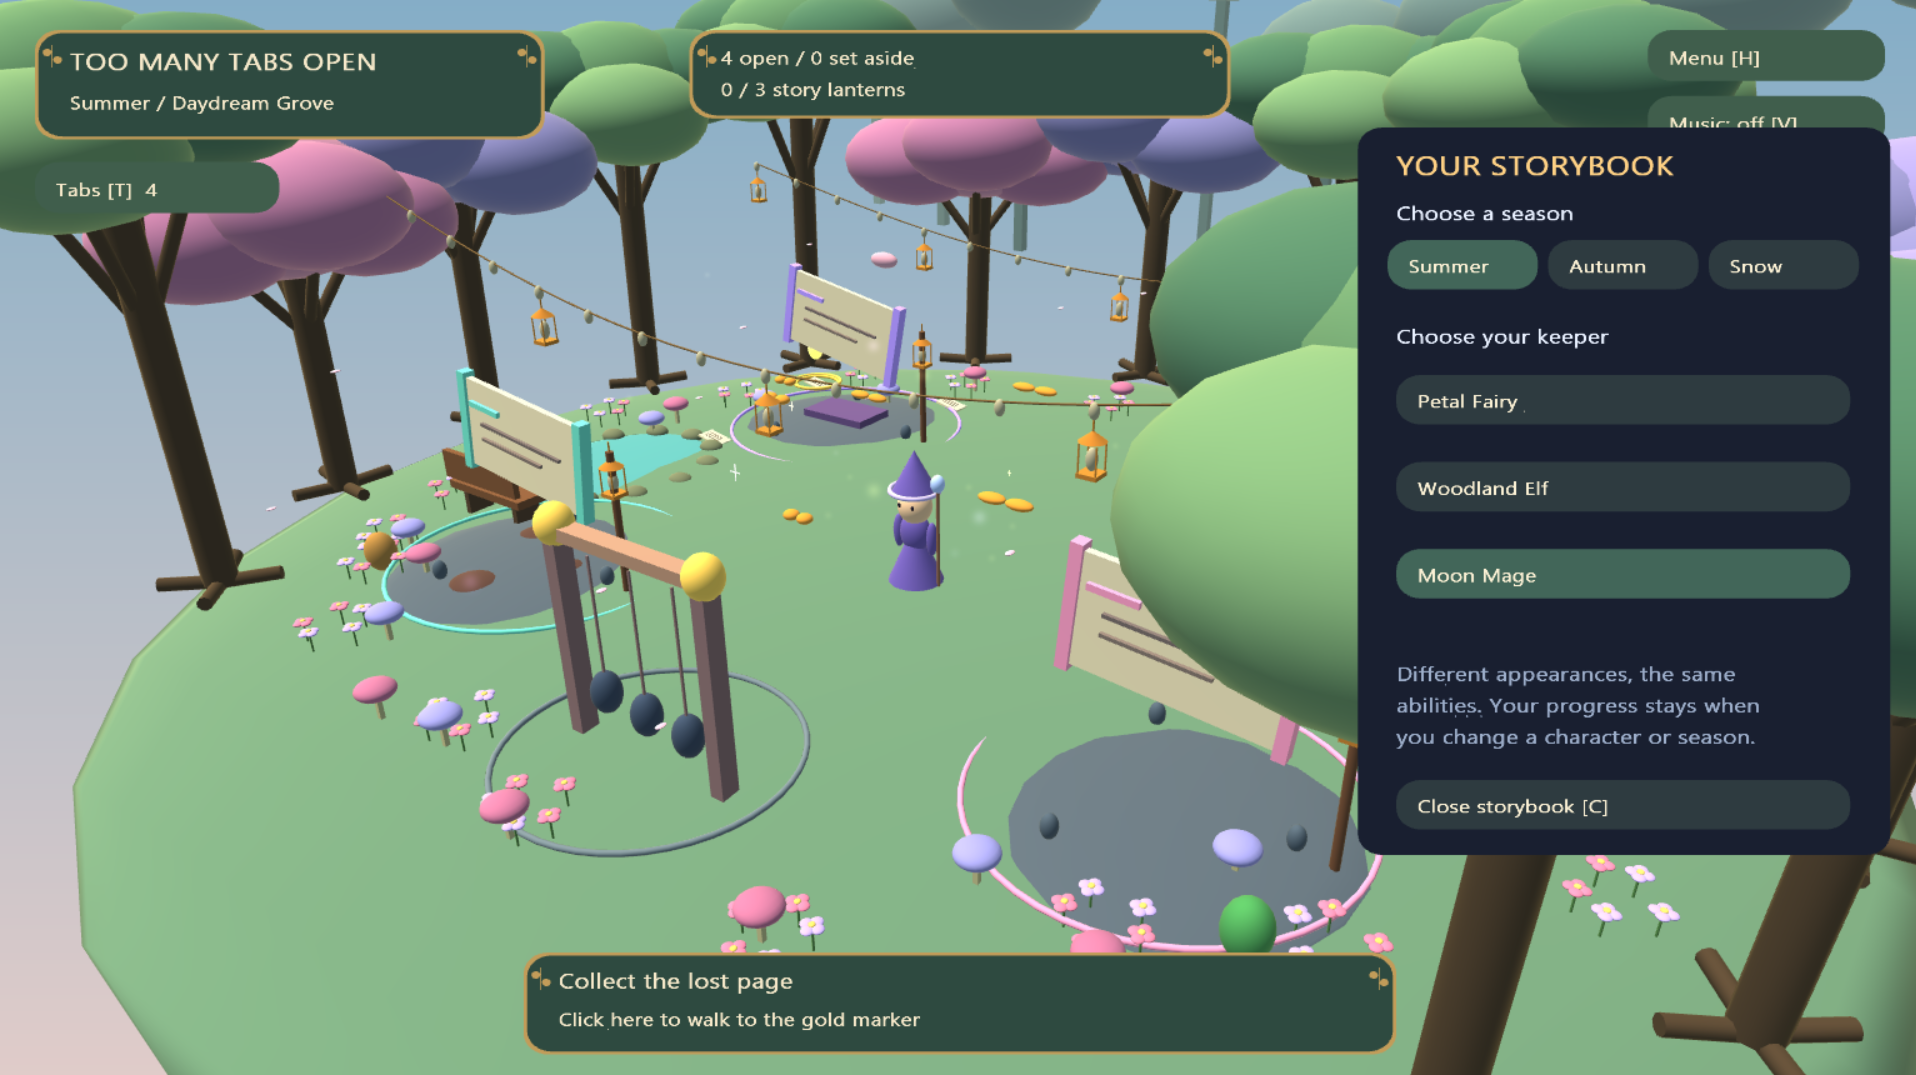 TOO MANY TABS OPEN
Summer / Daydream Grove
4 open / 0 set aside
0 / 3 story lanterns
Menu [H]
Music: off [V]
Tabs [T] 4
YOUR STORYBOOK
Choose a season
Summer
Autumn
Snow
Choose your keeper
Petal Fairy
Woodland Elf
Moon Mage
Different appearances, the same
abilities. Your progress stays when
you change a character or season.
Close storybook [C]
Collect the lost page
Click here to walk to the gold marker